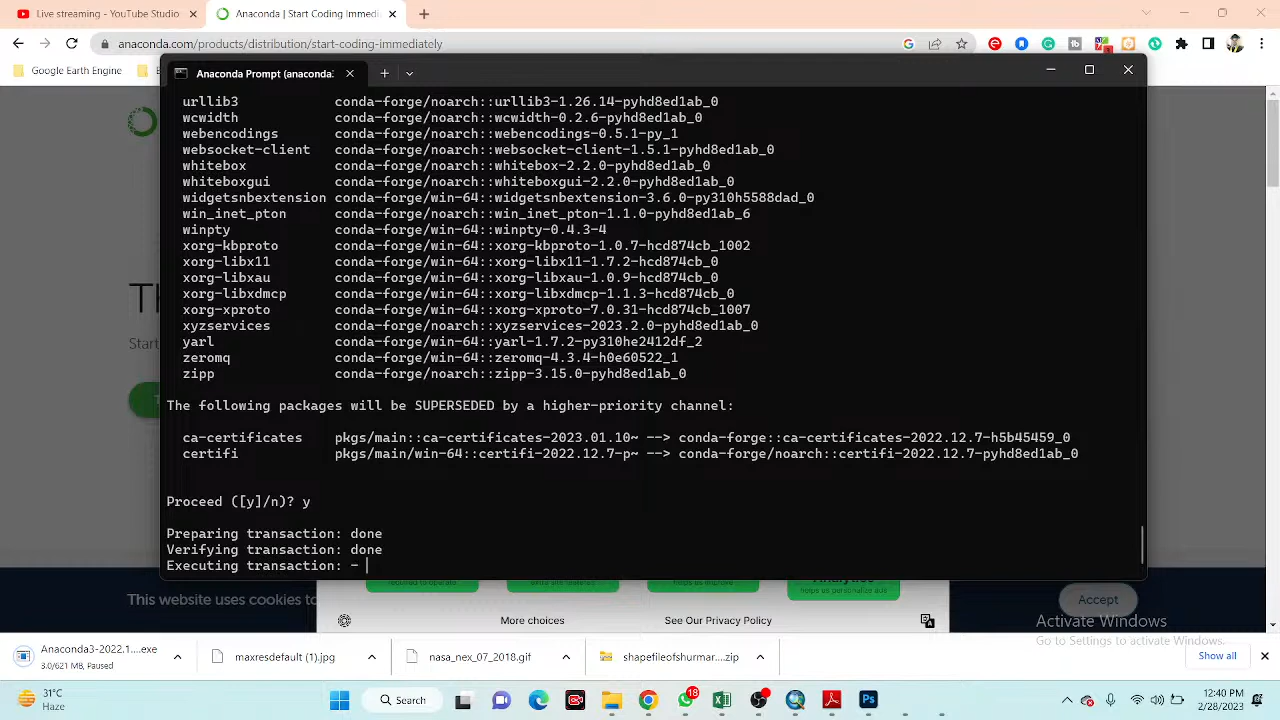 Live streaming - YouTube Studio
Anaconda | Start Coding Immedi
anaconda.com/products/distribution/start-coding-immediately
Google Earth Engine
Anaconda Prompt (anaconda
urllib3 conda-forge/noarch::urllib3-1.26.14-pyhd8ed1ab_0
wcwidth conda-forge/noarch::wcwidth-0.2.6-pyhd8ed1ab_0
webencodings conda-forge/noarch::webencodings-0.5.1-py_1
websocket-client conda-forge/noarch::websocket-client-1.5.1-pyhd8ed1ab_0
whitebox conda-forge/noarch::whitebox-2.2.0-pyhd8ed1ab_0
whiteboxgui conda-forge/noarch::whiteboxgui-2.2.0-pyhd8ed1ab_0
widgetsnbextension conda-forge/win-64::widgetsnbextension-3.6.0-py310h5588dad_0
win_inet_pton conda-forge/noarch::win_inet_pton-1.1.0-pyhd8ed1ab_6
winpty conda-forge/win-64::winpty-0.4.3-4
xorg-kbproto conda-forge/win-64::xorg-kbproto-1.0.7-hcd874cb_1002
xorg-libx11 conda-forge/win-64::xorg-libx11-1.7.2-hcd874cb_0
xorg-libxau conda-forge/win-64::xorg-libxau-1.0.9-hcd874cb_0
xorg-libxdmcp conda-forge/win-64::xorg-libxdmcp-1.1.3-hcd874cb_0
xorg-xproto conda-forge/win-64::xorg-xproto-7.0.31-hcd874cb_1007
xyzservices conda-forge/noarch::xyzservices-2023.2.0-pyhd8ed1ab_0
yarl conda-forge/win-64::yarl-1.7.2-py310he2412df_2
zeromq conda-forge/win-64::zeromq-4.3.4-h0e60522_1
zipp conda-forge/noarch::zipp-3.15.0-pyhd8ed1ab_0
The following packages will be SUPERSEDED by a higher-priority channel:
ca-certificates pkgs/main::ca-certificates-2023.01.10~ --> conda-forge::ca-certificates-2022.12.7-h5b45459_0
certifi pkgs/main/win-64::certifi-2022.12.7-p~ --> conda-forge/noarch::certifi-2022.12.7-pyhd8ed1ab_0
Proceed ([y]/n)? y
Preparing transaction: done
Verifying transaction: done
Executing transaction: -
This website uses cookies to
helps us improve
helps us personalize ads
Accept
More choices
See Our Privacy Policy
Activate Windows
Go to Settings to activate Windows.
Anaconda3-2022.1....exe
3.0/621 MB, Paused
maxresdefault (1).jpg
nasa_nex_07_2018.gif
shapefileofshurmar....zip
Show all
31°C
Haze
Search
18
12:40 PM
2/28/2023